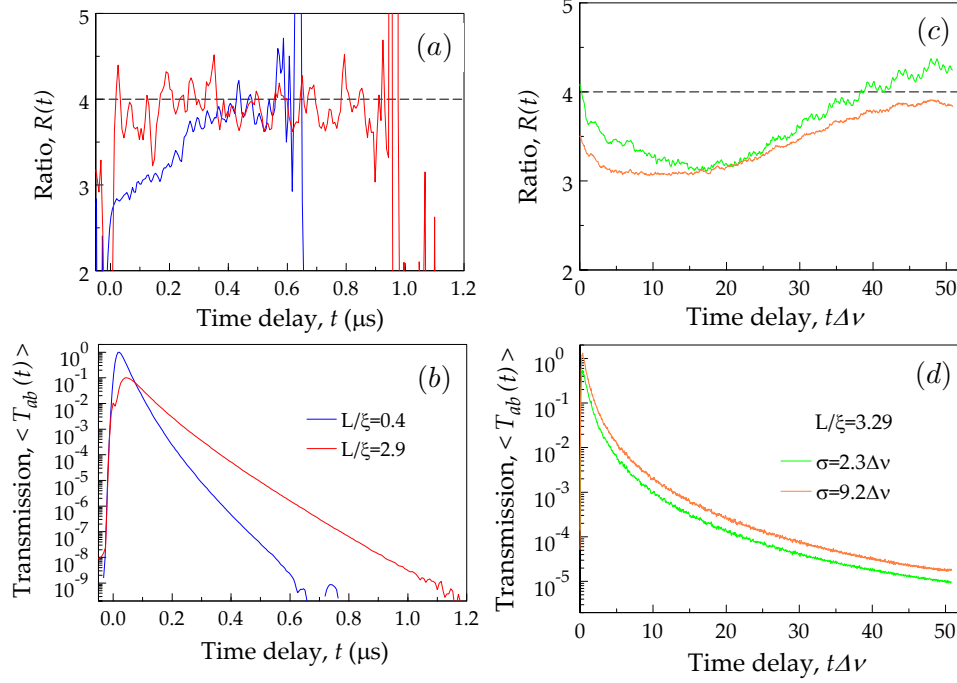 5
4
3
2
Ratio, R(t)
(a)
0.0 0.2 0.4 0.6 0.8 1.0 1.2
Time delay, t (μs)
5
4
3
2
Ratio, R(t)
(c)
0 10 20 30 40 50
Time delay, tΔν
10⁰
10⁻¹
10⁻²
10⁻³
10⁻⁴
10⁻⁵
10⁻⁶
10⁻⁷
10⁻⁸
10⁻⁹
Transmission, < T_ab (t) >
(b)
L/ξ=0.4
L/ξ=2.9
0.0 0.2 0.4 0.6 0.8 1.0 1.2
Time delay, t (μs)
10⁰
10⁻¹
10⁻²
10⁻³
10⁻⁴
10⁻⁵
Transmission, < T_ab (t) >
(d)
L/ξ=3.29
σ=2.3Δν
σ=9.2Δν
0 10 20 30 40 50
Time delay, tΔν